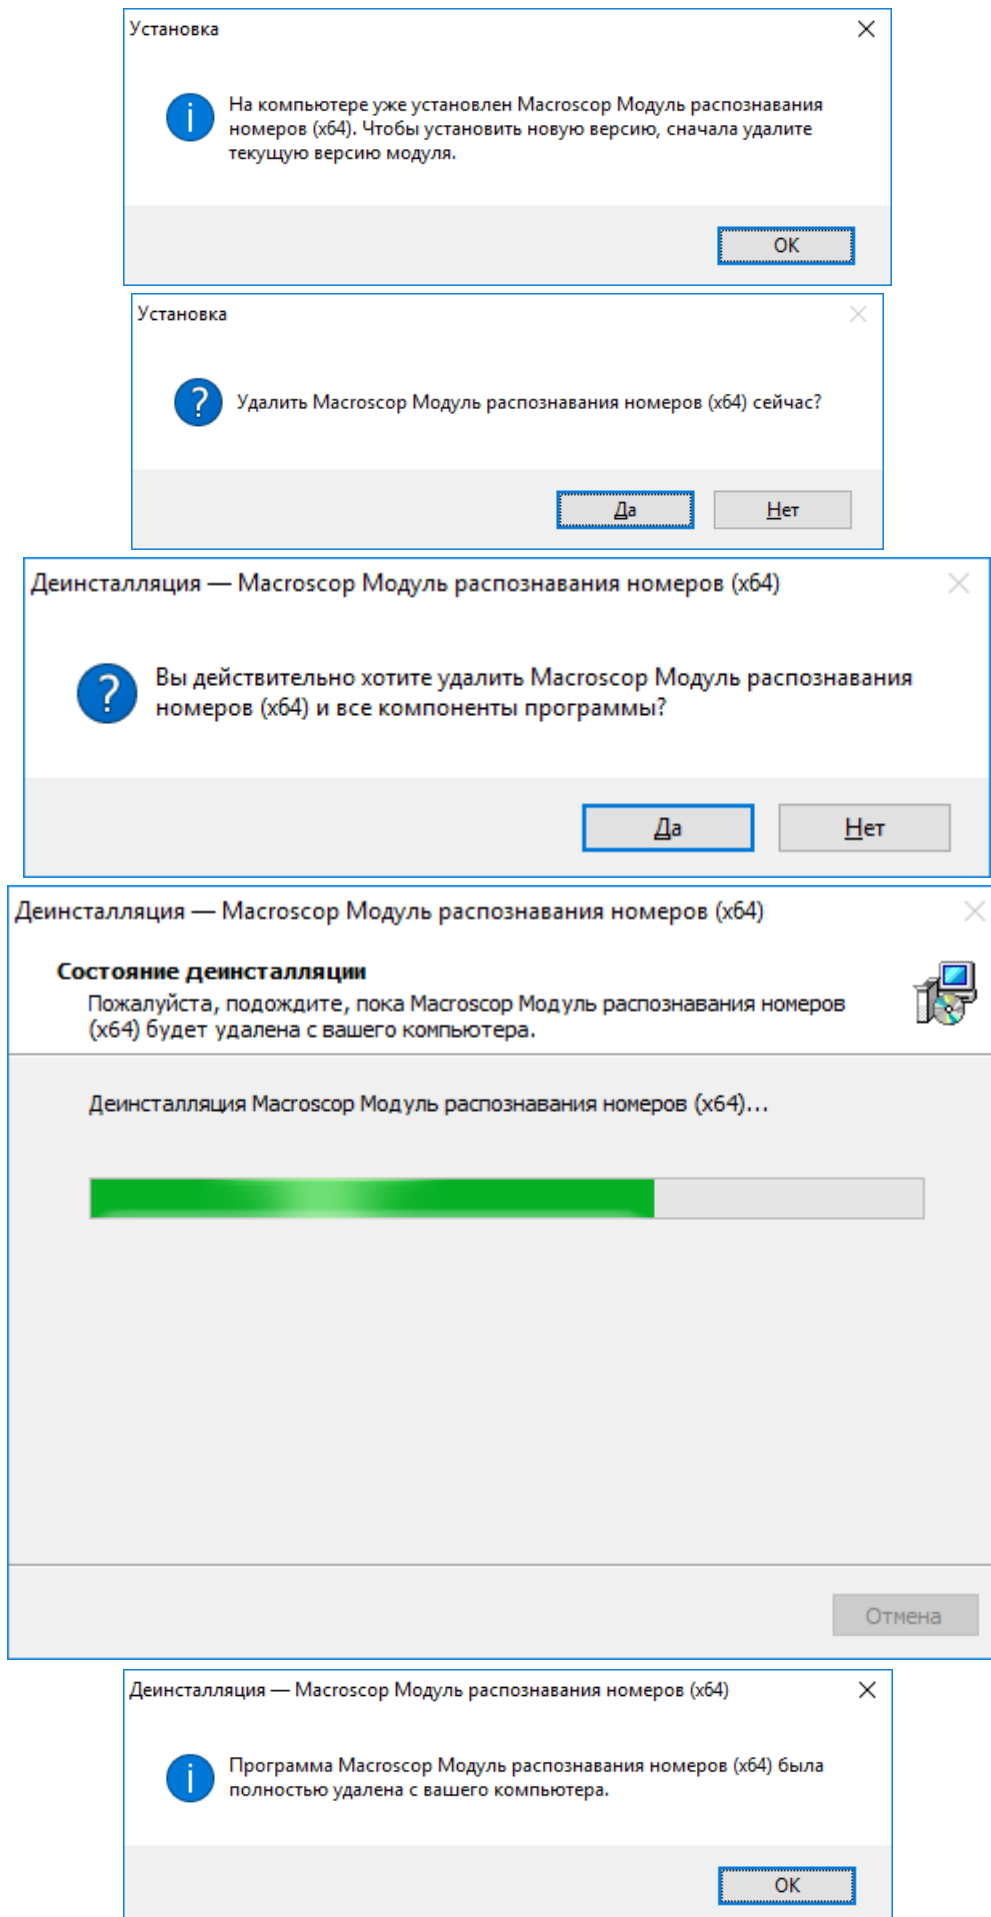 Установка
На компьютере уже установлен Macroscop Модуль распознавания
номеров (x64). Чтобы установить новую версию, сначала удалите
текущую версию модуля.
OK
Установка
Удалить Macroscop Модуль распознавания номеров (x64) сейчас?
Да
Нет
Деинсталляция — Macroscop Модуль распознавания номеров (x64)
Вы действительно хотите удалить Macroscop Модуль распознавания
номеров (x64) и все компоненты программы?
Да
Нет
Деинсталляция — Macroscop Модуль распознавания номеров (x64)
Состояние деинсталляции
Пожалуйста, подождите, пока Macroscop Модуль распознавания номеров
(x64) будет удалена с вашего компьютера.
Деинсталляция Macroscop Модуль распознавания номеров (x64)...
Отмена
Деинсталляция — Macroscop Модуль распознавания номеров (x64)
Программа Macroscop Модуль распознавания номеров (x64) была
полностью удалена с вашего компьютера.
OK